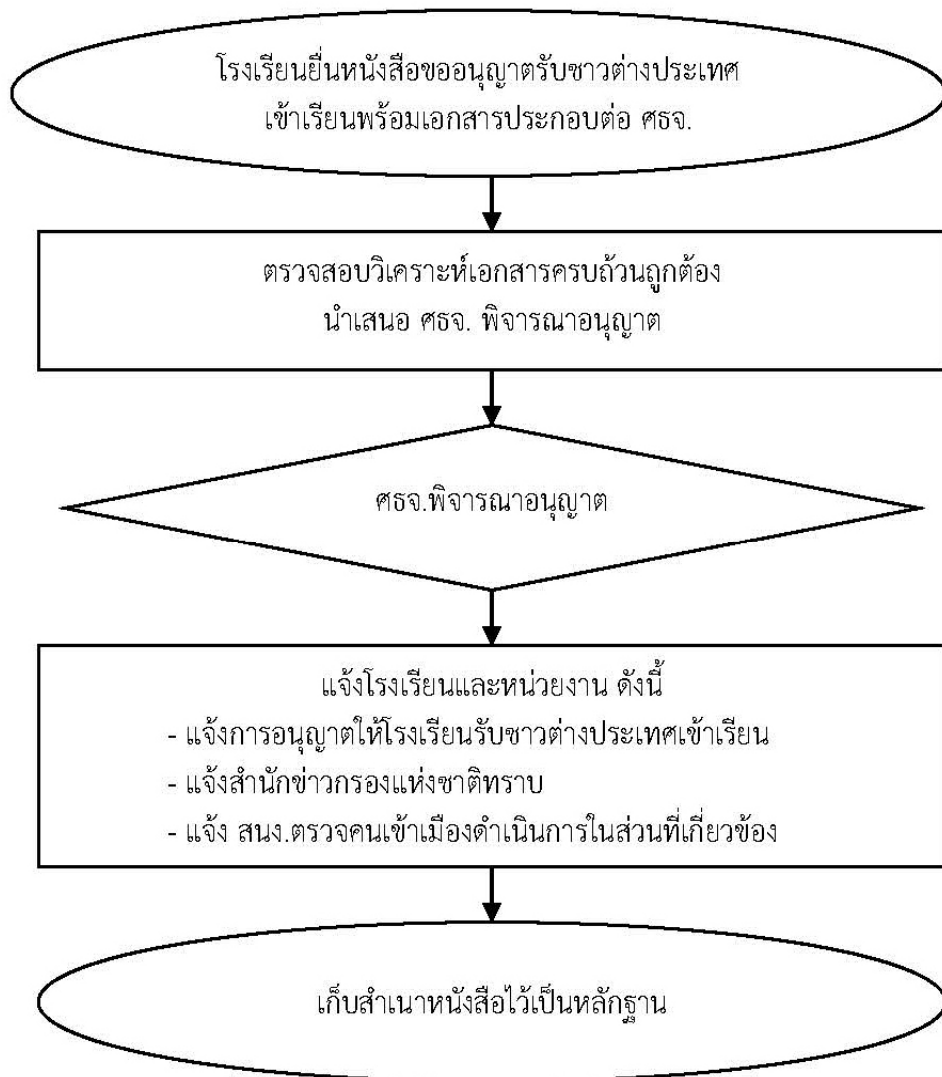 โรงเรียนยื่นหนังสือขออนุญาตรับชาวต่างประเทศ
เข้าเรียนพร้อมเอกสารประกอบต่อ ศธจ.
ตรวจสอบวิเคราะห์เอกสารครบถ้วนถูกต้อง
นำเสนอ ศธจ. พิจารณาอนุญาต
ศธจ.พิจารณาอนุญาต
แจ้งโรงเรียนและหน่วยงาน ดังนี้
- แจ้งการอนุญาตให้โรงเรียนรับชาวต่างประเทศเข้าเรียน
- แจ้งสำนักข่าวกรองแห่งชาติทราบ
- แจ้ง สนง.ตรวจคนเข้าเมืองดำเนินการในส่วนที่เกี่ยวข้อง
เก็บสำเนาหนังสือไว้เป็นหลักฐาน